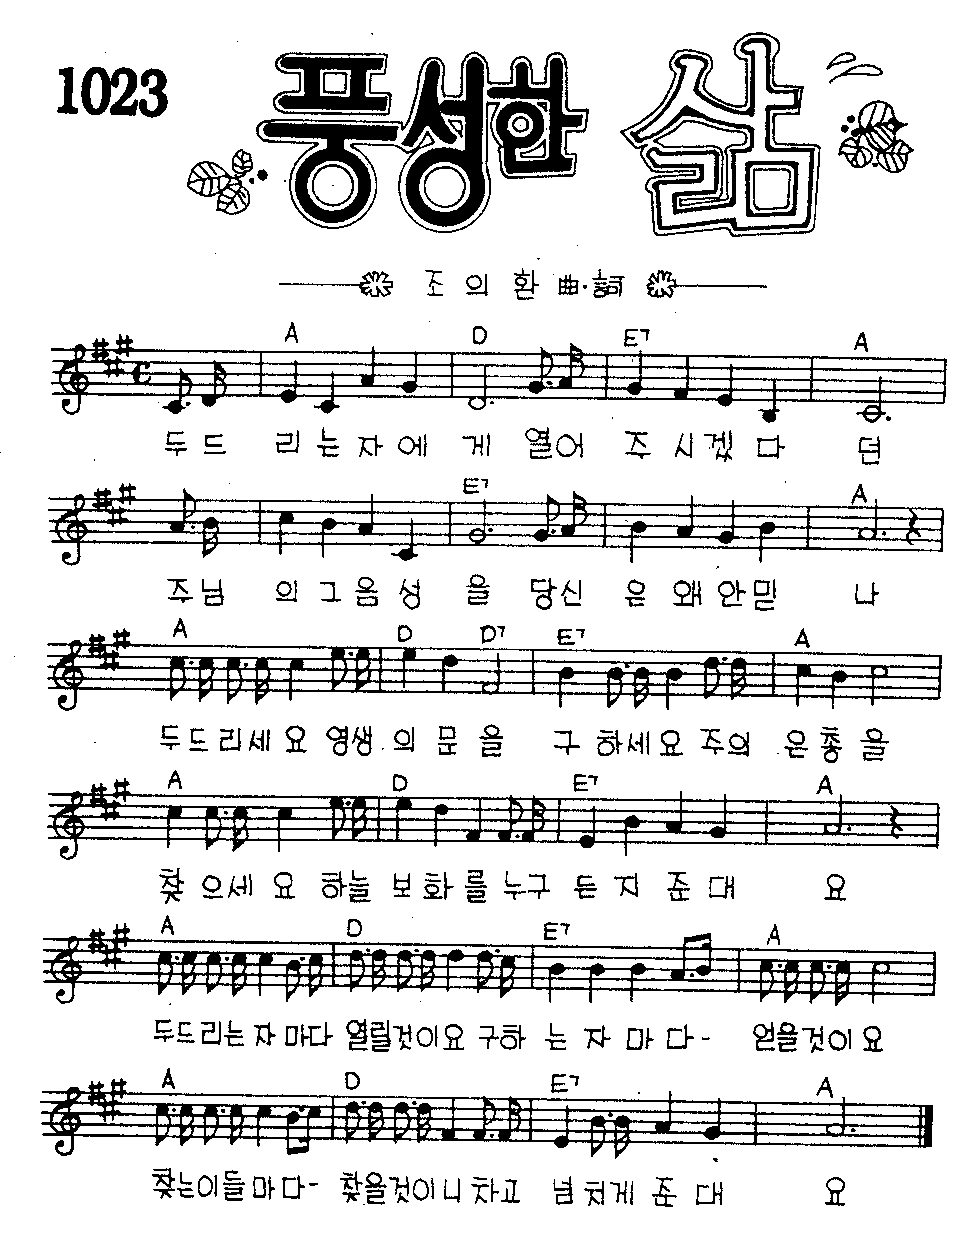 1023
풍성한 삶
조 의 환 曲·詞
A D E7 A
두 드 리 는 자 에 게 열어 주 시 겠 다 던
E7 A
주 님 의 그 음 성 을 당신 은 왜 안 믿 나
A D D7 E7 A
두드리세 요 영생 의 문 을 구 하세요 주의 은 총 을
A D E7 A
찾 으세 요 하늘 보 화 를 누구 든 지 준 대 요
A D E7 A
두드리는 자 마다 열릴것이요 구하 는 자 마 다- 얻을것이 요
A D E7 A
찾는이들 마 다- 찾을것이니 차고 넘 치게 준 대 요